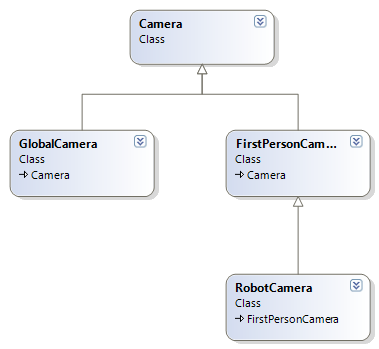 Camera
Class
GlobalCamera
Class
Camera
FirstPersonCam...
Class
Camera
RobotCamera
Class
FirstPersonCamera